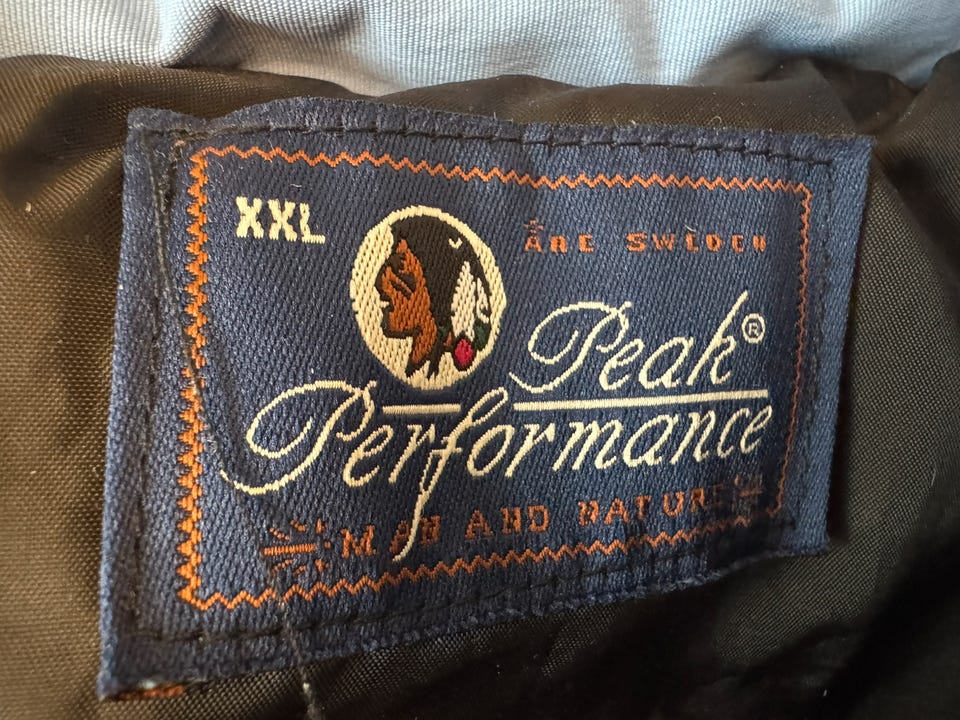 XXL
ÅRE SWEDEN
Peak®
Performance
MAN AND NATURE